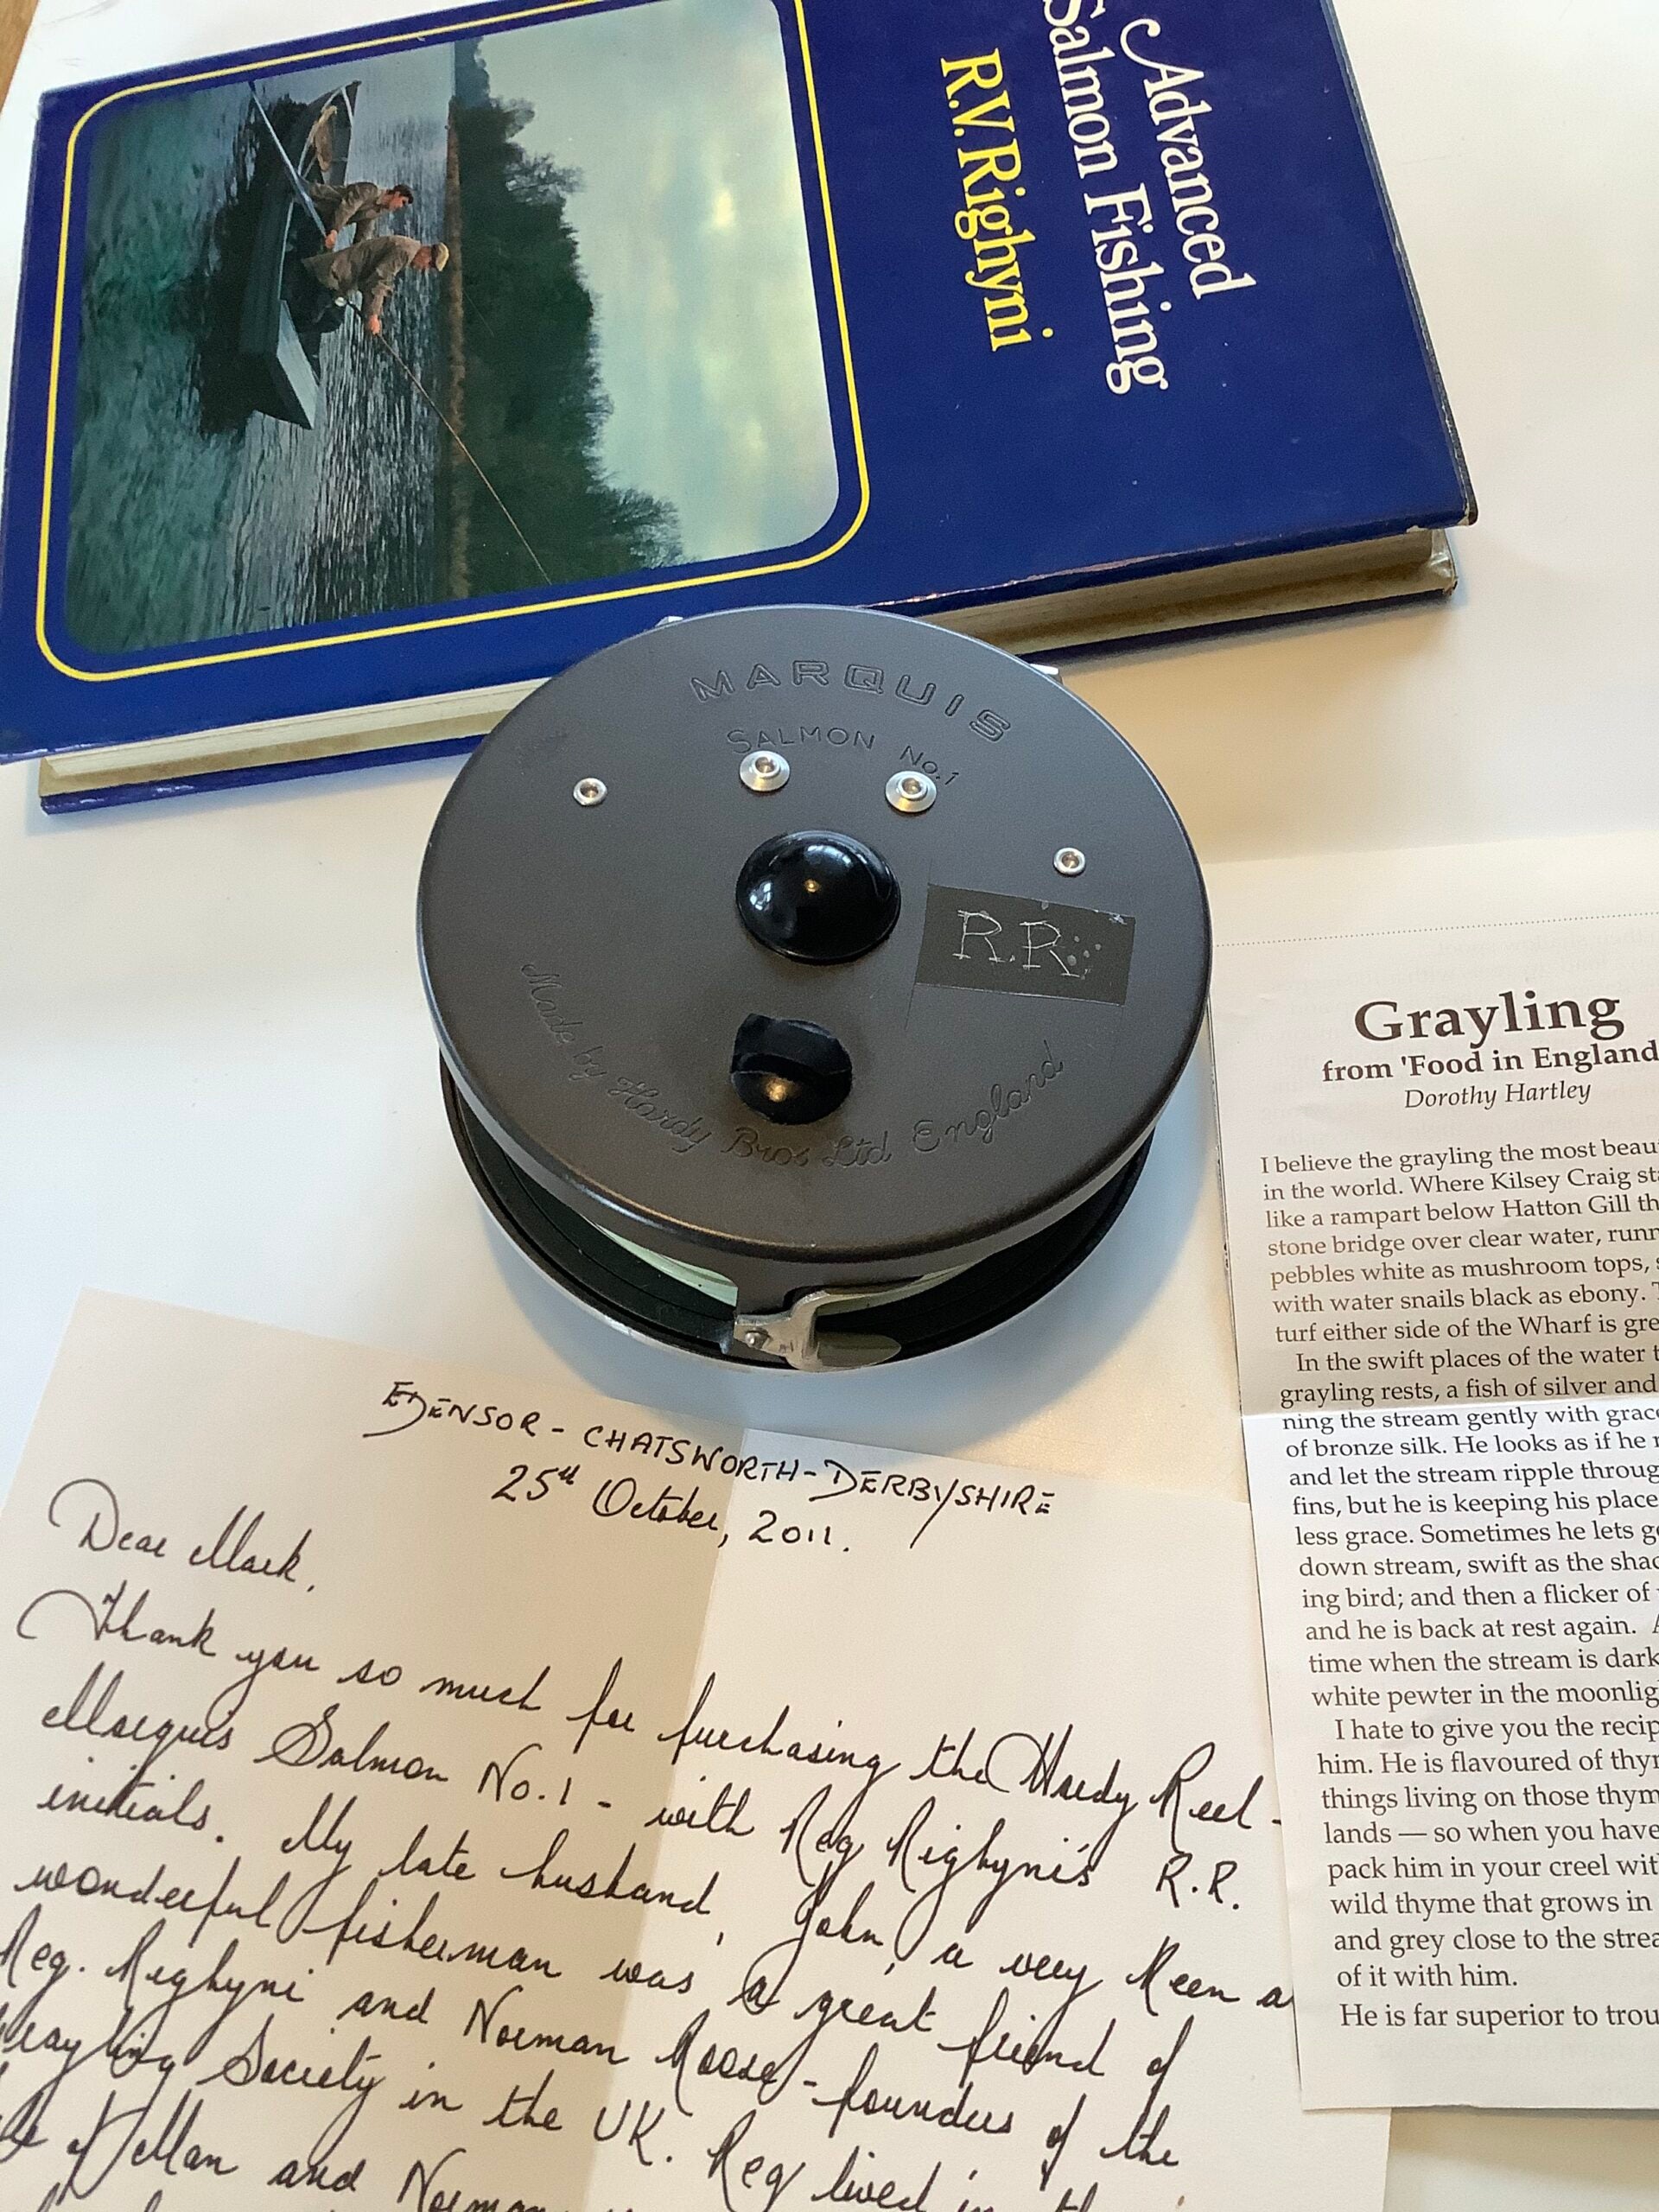 Advanced
Salmon Fishing
R.V. Righyni
MARQUIS
SALMON No.1
R.R.
Made by Hardy Bros Ltd England
Grayling
from 'Food in England
Dorothy Hartley
I believe the grayling the most beau
in the world. Where Kilsey Craig sta
like a rampart below Hatton Gill th
stone bridge over clear water, runn
pebbles white as mushroom tops, s
with water snails black as ebony. T
turf either side of the Wharf is gre
In the swift places of the water t
grayling rests, a fish of silver and
ning the stream gently with grac
of bronze silk. He looks as if he r
and let the stream ripple throug
fins, but he is keeping his place
less grace. Sometimes he lets g
down stream, swift as the shad
ing bird; and then a flicker of
and he is back at rest again. A
time when the stream is dark
white pewter in the moonlig
I hate to give you the recip
him. He is flavoured of thyr
things living on those thym
lands — so when you have
pack him in your creel wit
wild thyme that grows in
and grey close to the strea
of it with him.
He is far superior to trou
EDENSOR - CHATSWORTH - DERBYSHIRE
25th October, 2011.
Dear Mark,
Thank you so much for purchasing the Hardy Reel -
Marquis Salmon No.1 - with Reg Righyni's R.R.
initials. My late husband, John, a very keen a
wonderful fisherman was a great friend of
Reg. Righyni and Norman Roose - founders of the
Grayling Society in the UK. Reg lived in
of Man and Norman